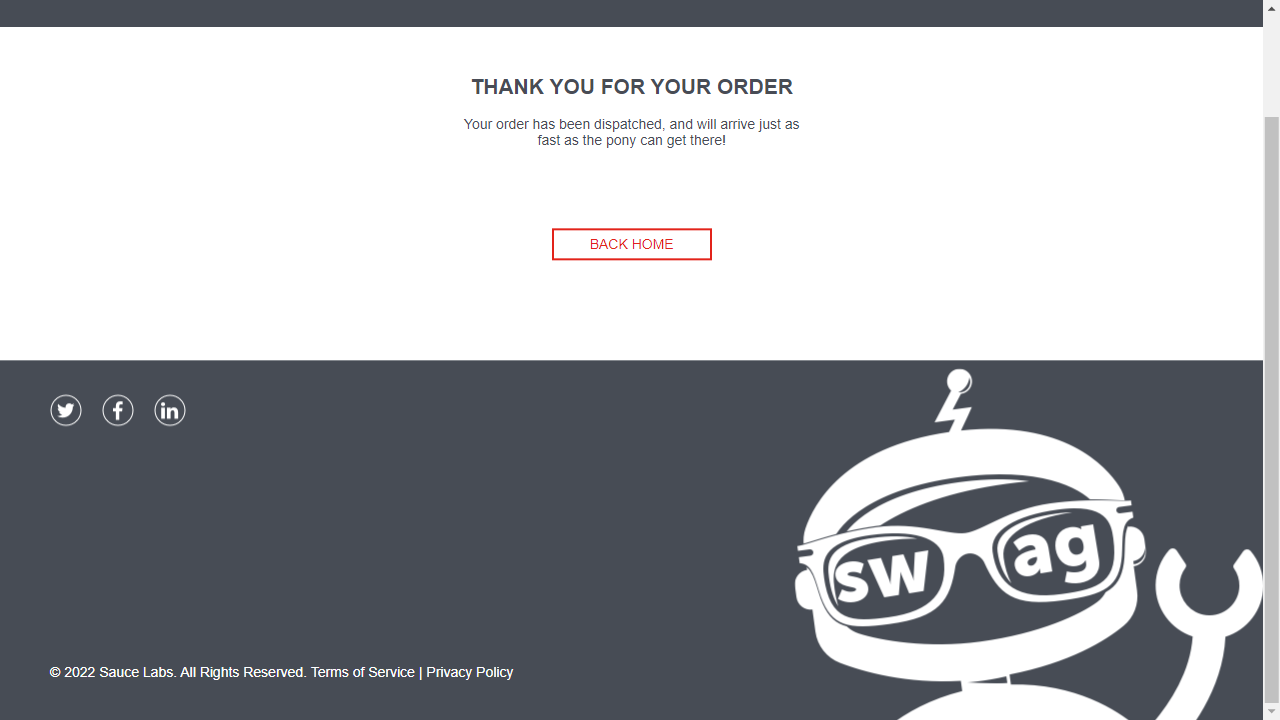 THANK YOU FOR YOUR ORDER
Your order has been dispatched, and will arrive just as
fast as the pony can get there!
BACK HOME
in
sw ag
© 2022 Sauce Labs. All Rights Reserved. Terms of Service | Privacy Policy